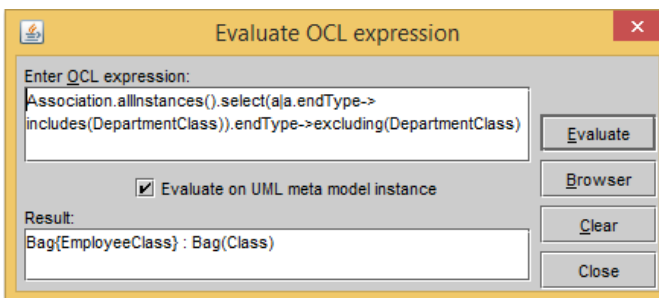 Evaluate OCL expression
Enter OCL expression:
Association.allInstances().select(a|a.endType->
includes(DepartmentClass)).endType->excluding(DepartmentClass)
Evaluate
Evaluate on UML meta model instance
Browser
Result:
Bag{EmployeeClass} : Bag(Class)
Clear
Close